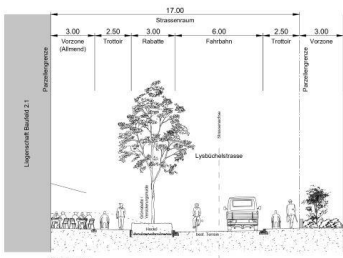 17.00
Strassenraum
3.00 2.50 3.00 6.00 2.50 3.00
Vorzone Trottoir Rabatte Fahrbahn Trottoir Vorzone
(Allmend)
Parzellengrenze
Parzellengrenze
Liegenschaft Baufeld 2.1
Strassenachse
Lysbüchelstrasse